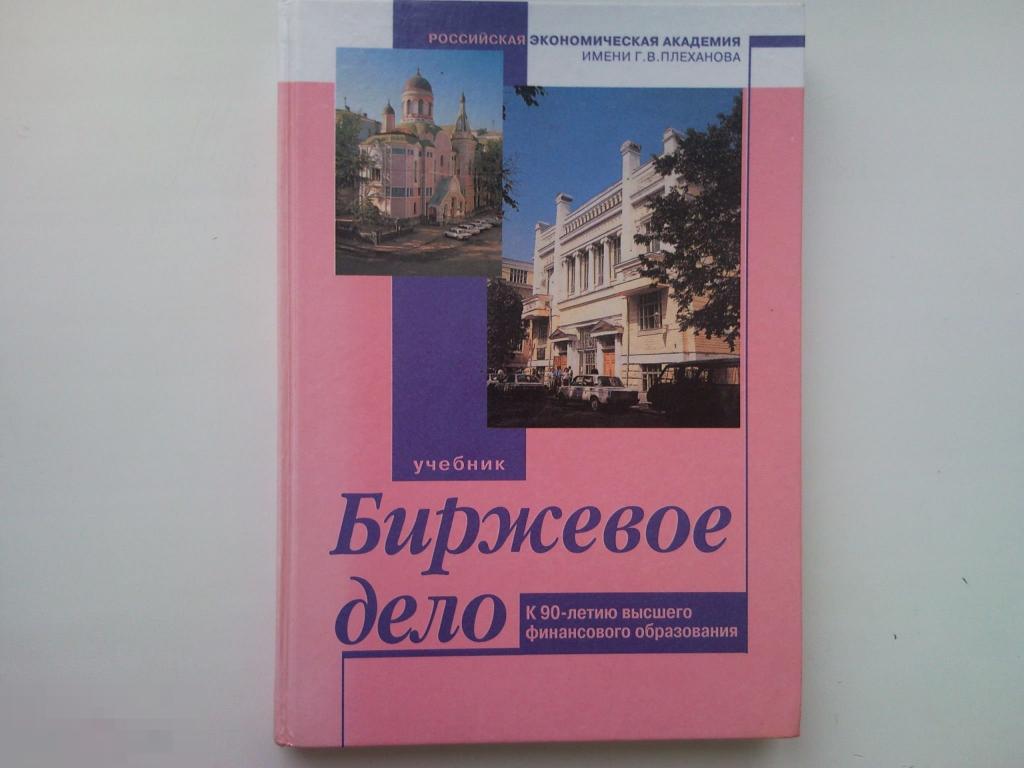 РОССИЙСКАЯ ЭКОНОМИЧЕСКАЯ АКАДЕМИЯ
ИМЕНИ Г.В.ПЛЕХАНОВА
учебник
Биржевое
дело
К 90-летию высшего
финансового образования